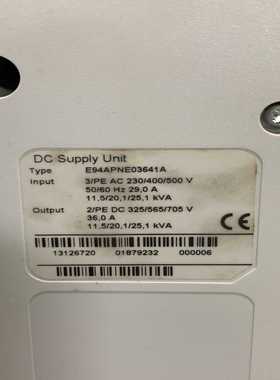 DC Supply Unit
Type E94APNE03641A
Input 3/PE AC 230/400/500 V
50/60 Hz 29,0 A
11,5/20,1/25,1 kVA
Output 2/PE DC 325/565/705 V
36,0 A
11,5/20,1/25,1 kVA
CE
13126720 01879232 000006